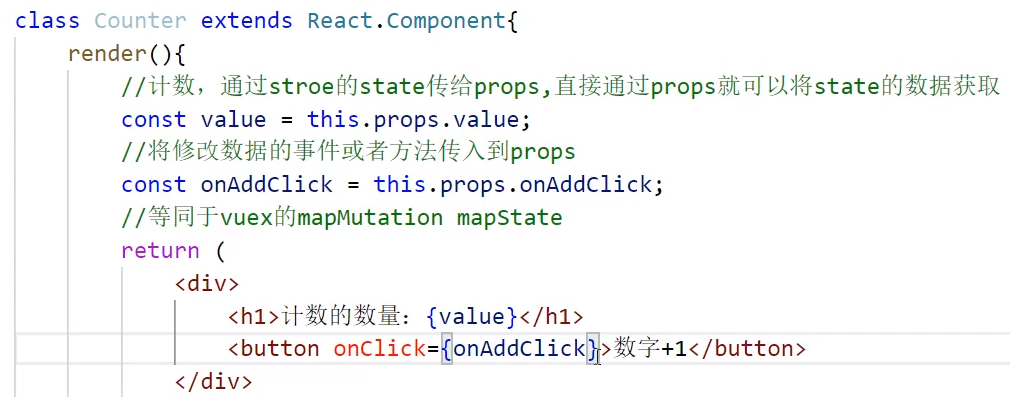 class Counter extends React.Component{
render(){
//计数，通过stroe的state传给props,直接通过props就可以将state的数据获取
const value = this.props.value;
//将修改数据的事件或者方法传入到props
const onAddClick = this.props.onAddClick;
//等同于vuex的mapMutation mapState
return (
<div>
<h1>计数的数量：{value}</h1>
<button onClick={onAddClick}>数字+1</button>
</div>